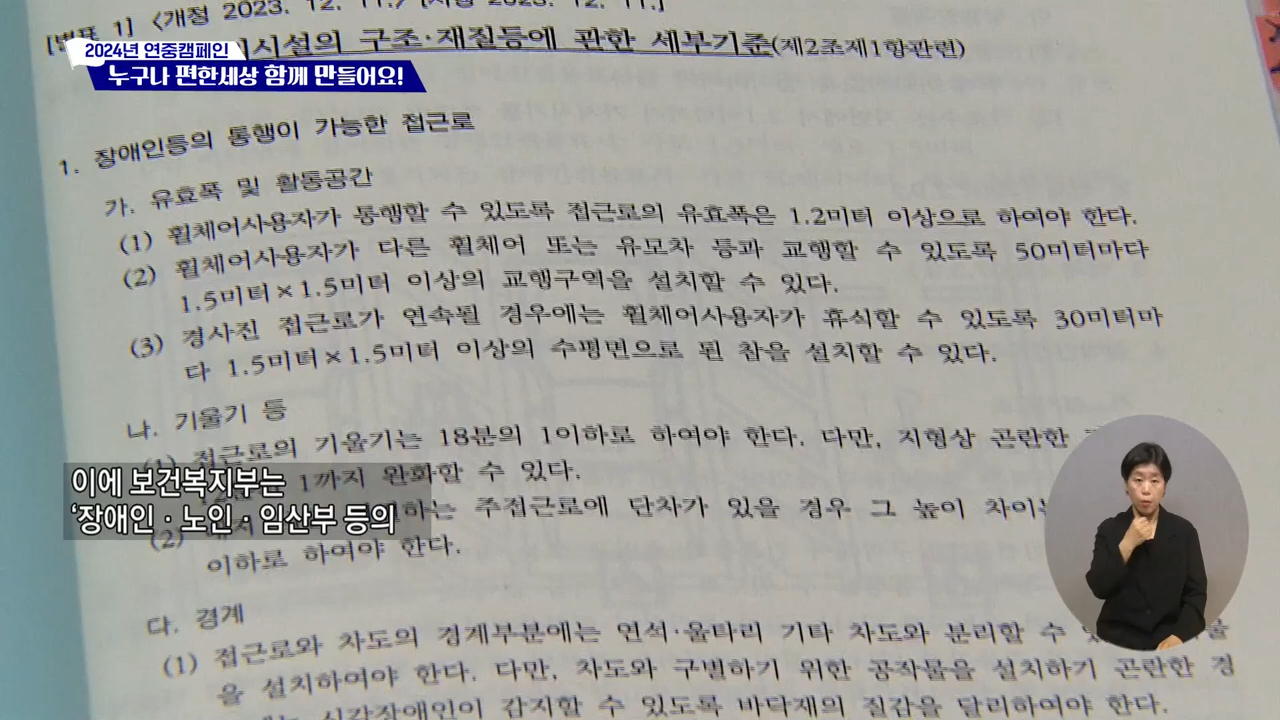 [별표 1] <개정 2023. 12. 11.>
2024년 연중캠페인
누구나 편한세상 함께 만들어요!
시설의 구조·재질등에 관한 세부기준(제2조제1항관련)
1. 장애인등의 통행이 가능한 접근로
가. 유효폭 및 활동공간
(1) 휠체어사용자가 통행할 수 있도록 접근로의 유효폭은 1.2미터 이상으로 하여야 한다.
(2) 휠체어사용자가 다른 휠체어 또는 유모차 등과 교행할 수 있도록 50미터마다
1.5미터×1.5미터 이상의 교행구역을 설치할 수 있다.
(3) 경사진 접근로가 연속될 경우에는 휠체어사용자가 휴식할 수 있도록 30미터마
다 1.5미터×1.5미터 이상의 수평면으로 된 참을 설치할 수 있다.
나. 기울기 등
(1) 접근로의 기울기는 18분의 1이하로 하여야 한다. 다만, 지형상 곤란한
1까지 완화할 수 있다.
(2) 하는 주접근로에 단차가 있을 경우 그 높이 차이
이하로 하여야 한다.
이에 보건복지부는
‘장애인·노인·임산부 등의
다. 경계
(1) 접근로와 차도의 경계부분에는 연석·울타리 기타 차도와 분리할 수
을 설치하여야 한다. 다만, 차도와 구별하기 위한 공작물을 설치하기 곤란한 경
시각장애인이 감지할 수 있도록 바닥재의 질감을 달리하여야 한다.